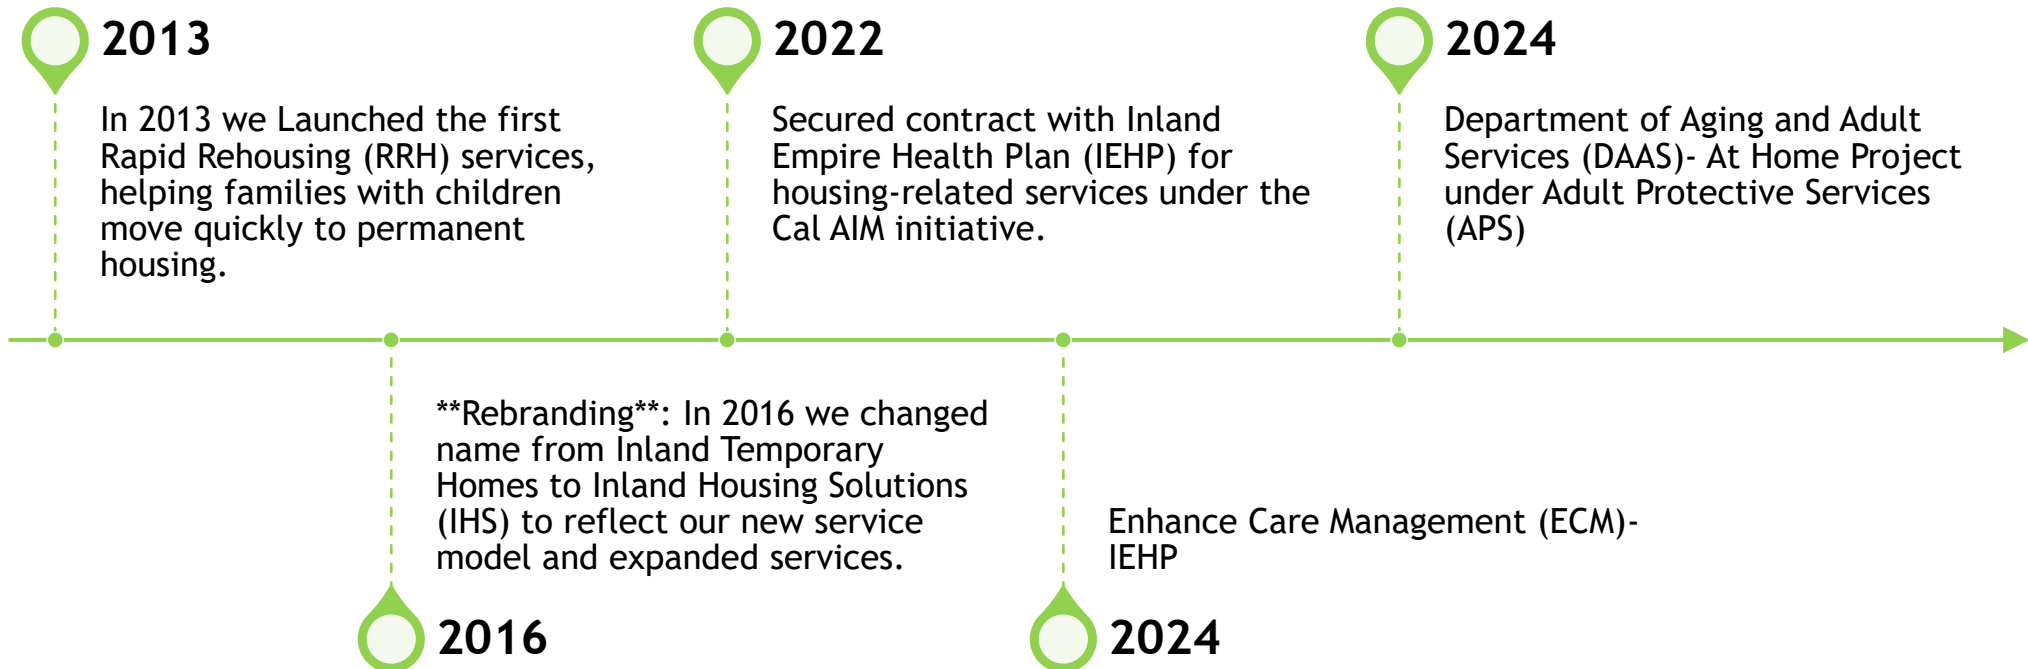 2013
In 2013 we Launched the first
Rapid Rehousing (RRH) services,
helping families with children
move quickly to permanent
housing.
2022
Secured contract with Inland
Empire Health Plan (IEHP) for
housing-related services under the
Cal AIM initiative.
2024
Department of Aging and Adult
Services (DAAS)- At Home Project
under Adult Protective Services
(APS)
**Rebranding**: In 2016 we changed
name from Inland Temporary
Homes to Inland Housing Solutions
(IHS) to reflect our new service
model and expanded services.
2016
Enhance Care Management (ECM)-
IEHP
2024